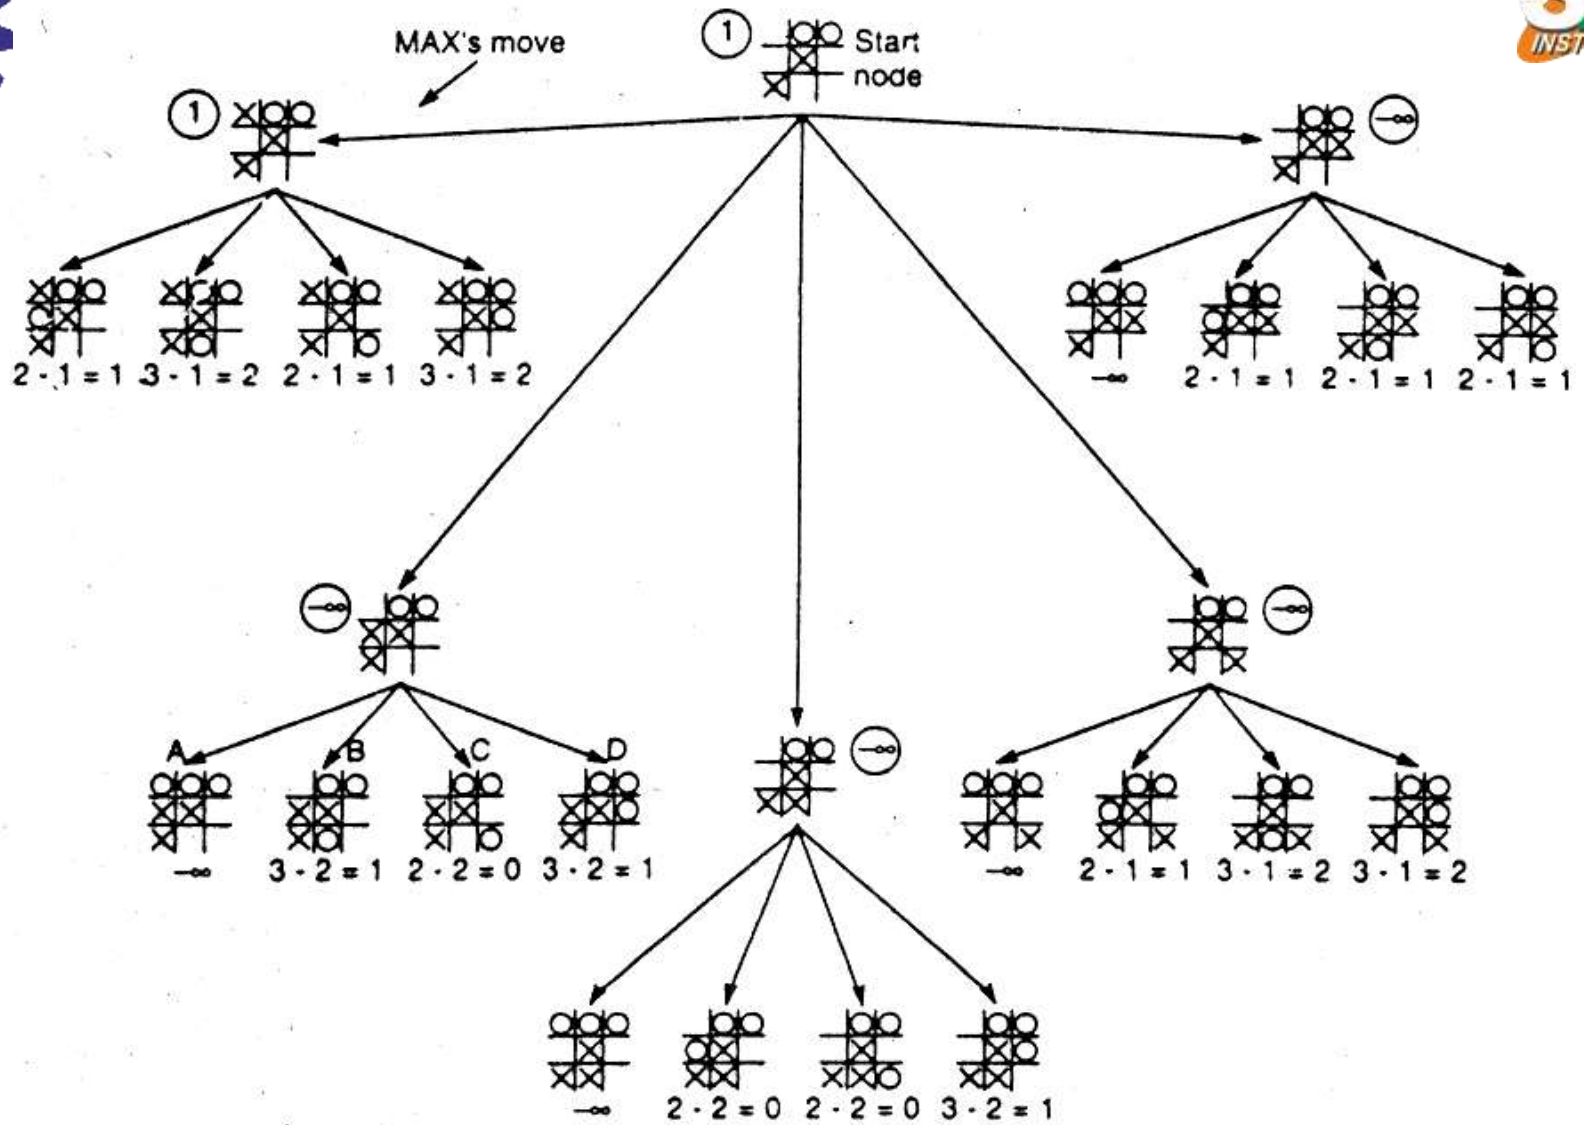 MAX's move
1
Start
node
INST
1
−∞
2 - 1 = 1
3 - 1 = 2
2 - 1 = 1
3 - 1 = 2
−∞
2 - 1 = 1
2 - 1 = 1
2 - 1 = 1
−∞
−∞
A
B
C
D
−∞
3 - 2 = 1
2 - 2 = 0
3 - 2 = 1
−∞
−∞
2 - 1 = 1
3 - 1 = 2
3 - 1 = 2
−∞
2 - 2 = 0
2 - 2 = 0
3 - 2 = 1